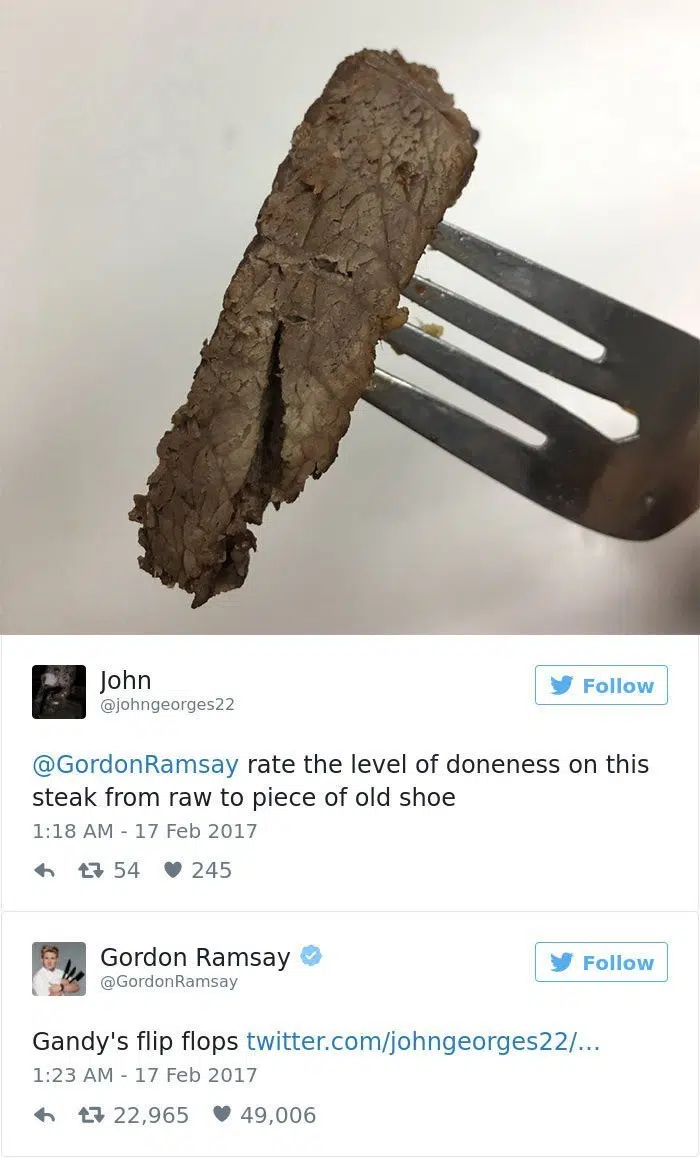 John
@johngeorges22
Follow
@GordonRamsay rate the level of doneness on this
steak from raw to piece of old shoe
1:18 AM - 17 Feb 2017
54 245
Gordon Ramsay
@GordonRamsay
Follow
Gandy's flip flops twitter.com/johngeorges22/...
1:23 AM - 17 Feb 2017
22,965 49,006